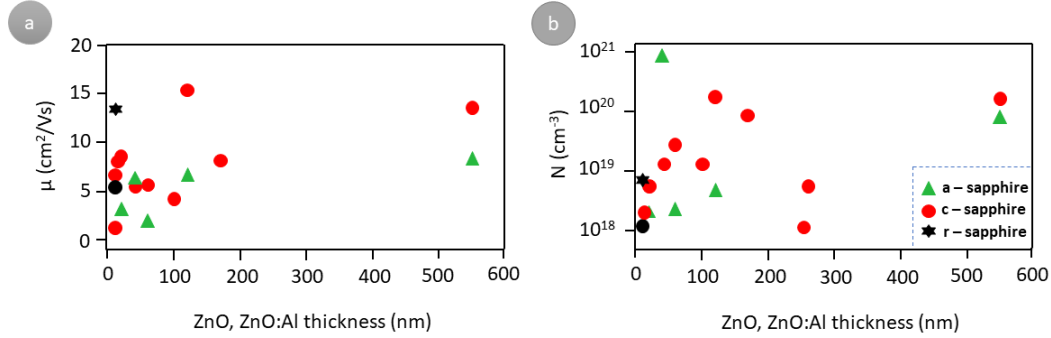 a
20
15
10
5
0
μ (cm²/Vs)
0 100 200 300 400 500 600
ZnO, ZnO:Al thickness (nm)
b
10²¹
10²⁰
10¹⁹
10¹⁸
N (cm⁻³)
0 100 200 300 400 500 600
ZnO, ZnO:Al thickness (nm)
a – sapphire
c – sapphire
r – sapphire